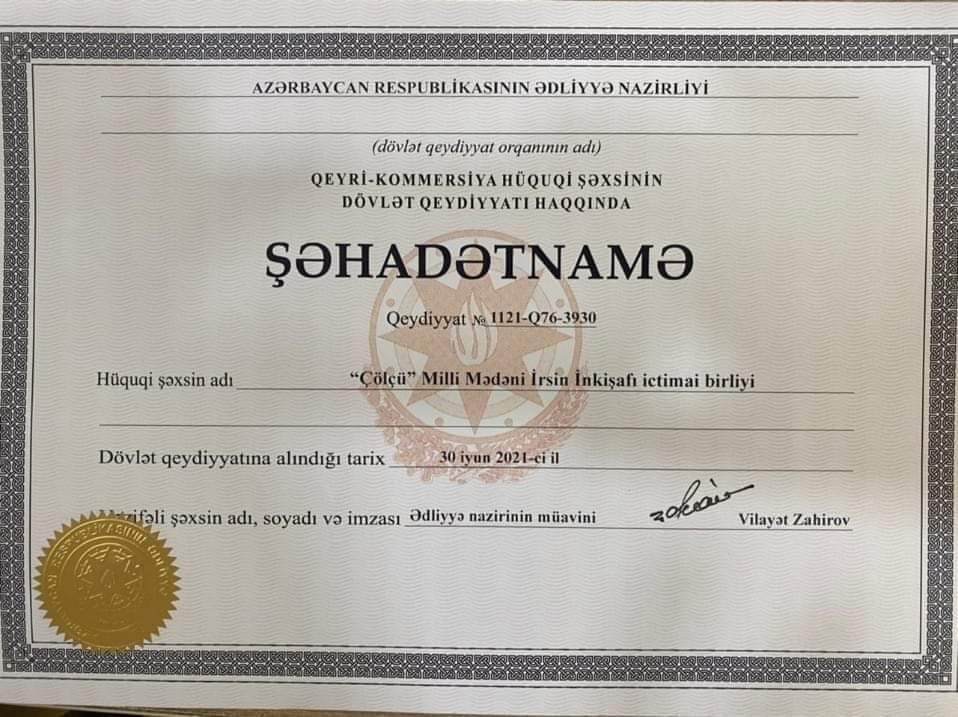 AZƏRBAYCAN RESPUBLİKASININ ƏDLİYYƏ NAZİRLİYİ
(dövlət qeydiyyat orqanının adı)
QEYRİ-KOMMERSİYA HÜQUQİ ŞƏXSİNİN
DÖVLƏT QEYDİYYATI HAQQINDA
ŞƏHADƏTNAMƏ
Qeydiyyat № 1121-Q76-3930
Hüquqi şəxsin adı "Çölçü" Milli Mədəni İrsin İnkişafı ictimai birliyi
Dövlət qeydiyyatına alındığı tarix 30 iyun 2021-ci il
şəxsin adı, soyadı və imzası Ədliyyə nazirinin müavini Vilayət Zahirov